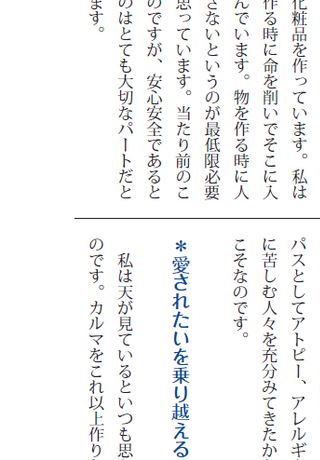 化粧品を作っています。私は
作る時に命を削いでそこに入
んでいます。物を作る時に人
さないというのが最低限必要
思っています。当たり前のこ
のですが、安心安全であると
のはとても大切なパートだと
ます。
パスとしてアトピー、アレルギ
に苦しむ人々を充分みてきたか
こそなのです。
＊愛されたいを乗り越える
私は天が見ているといつも思
のです。カルマをこれ以上作り